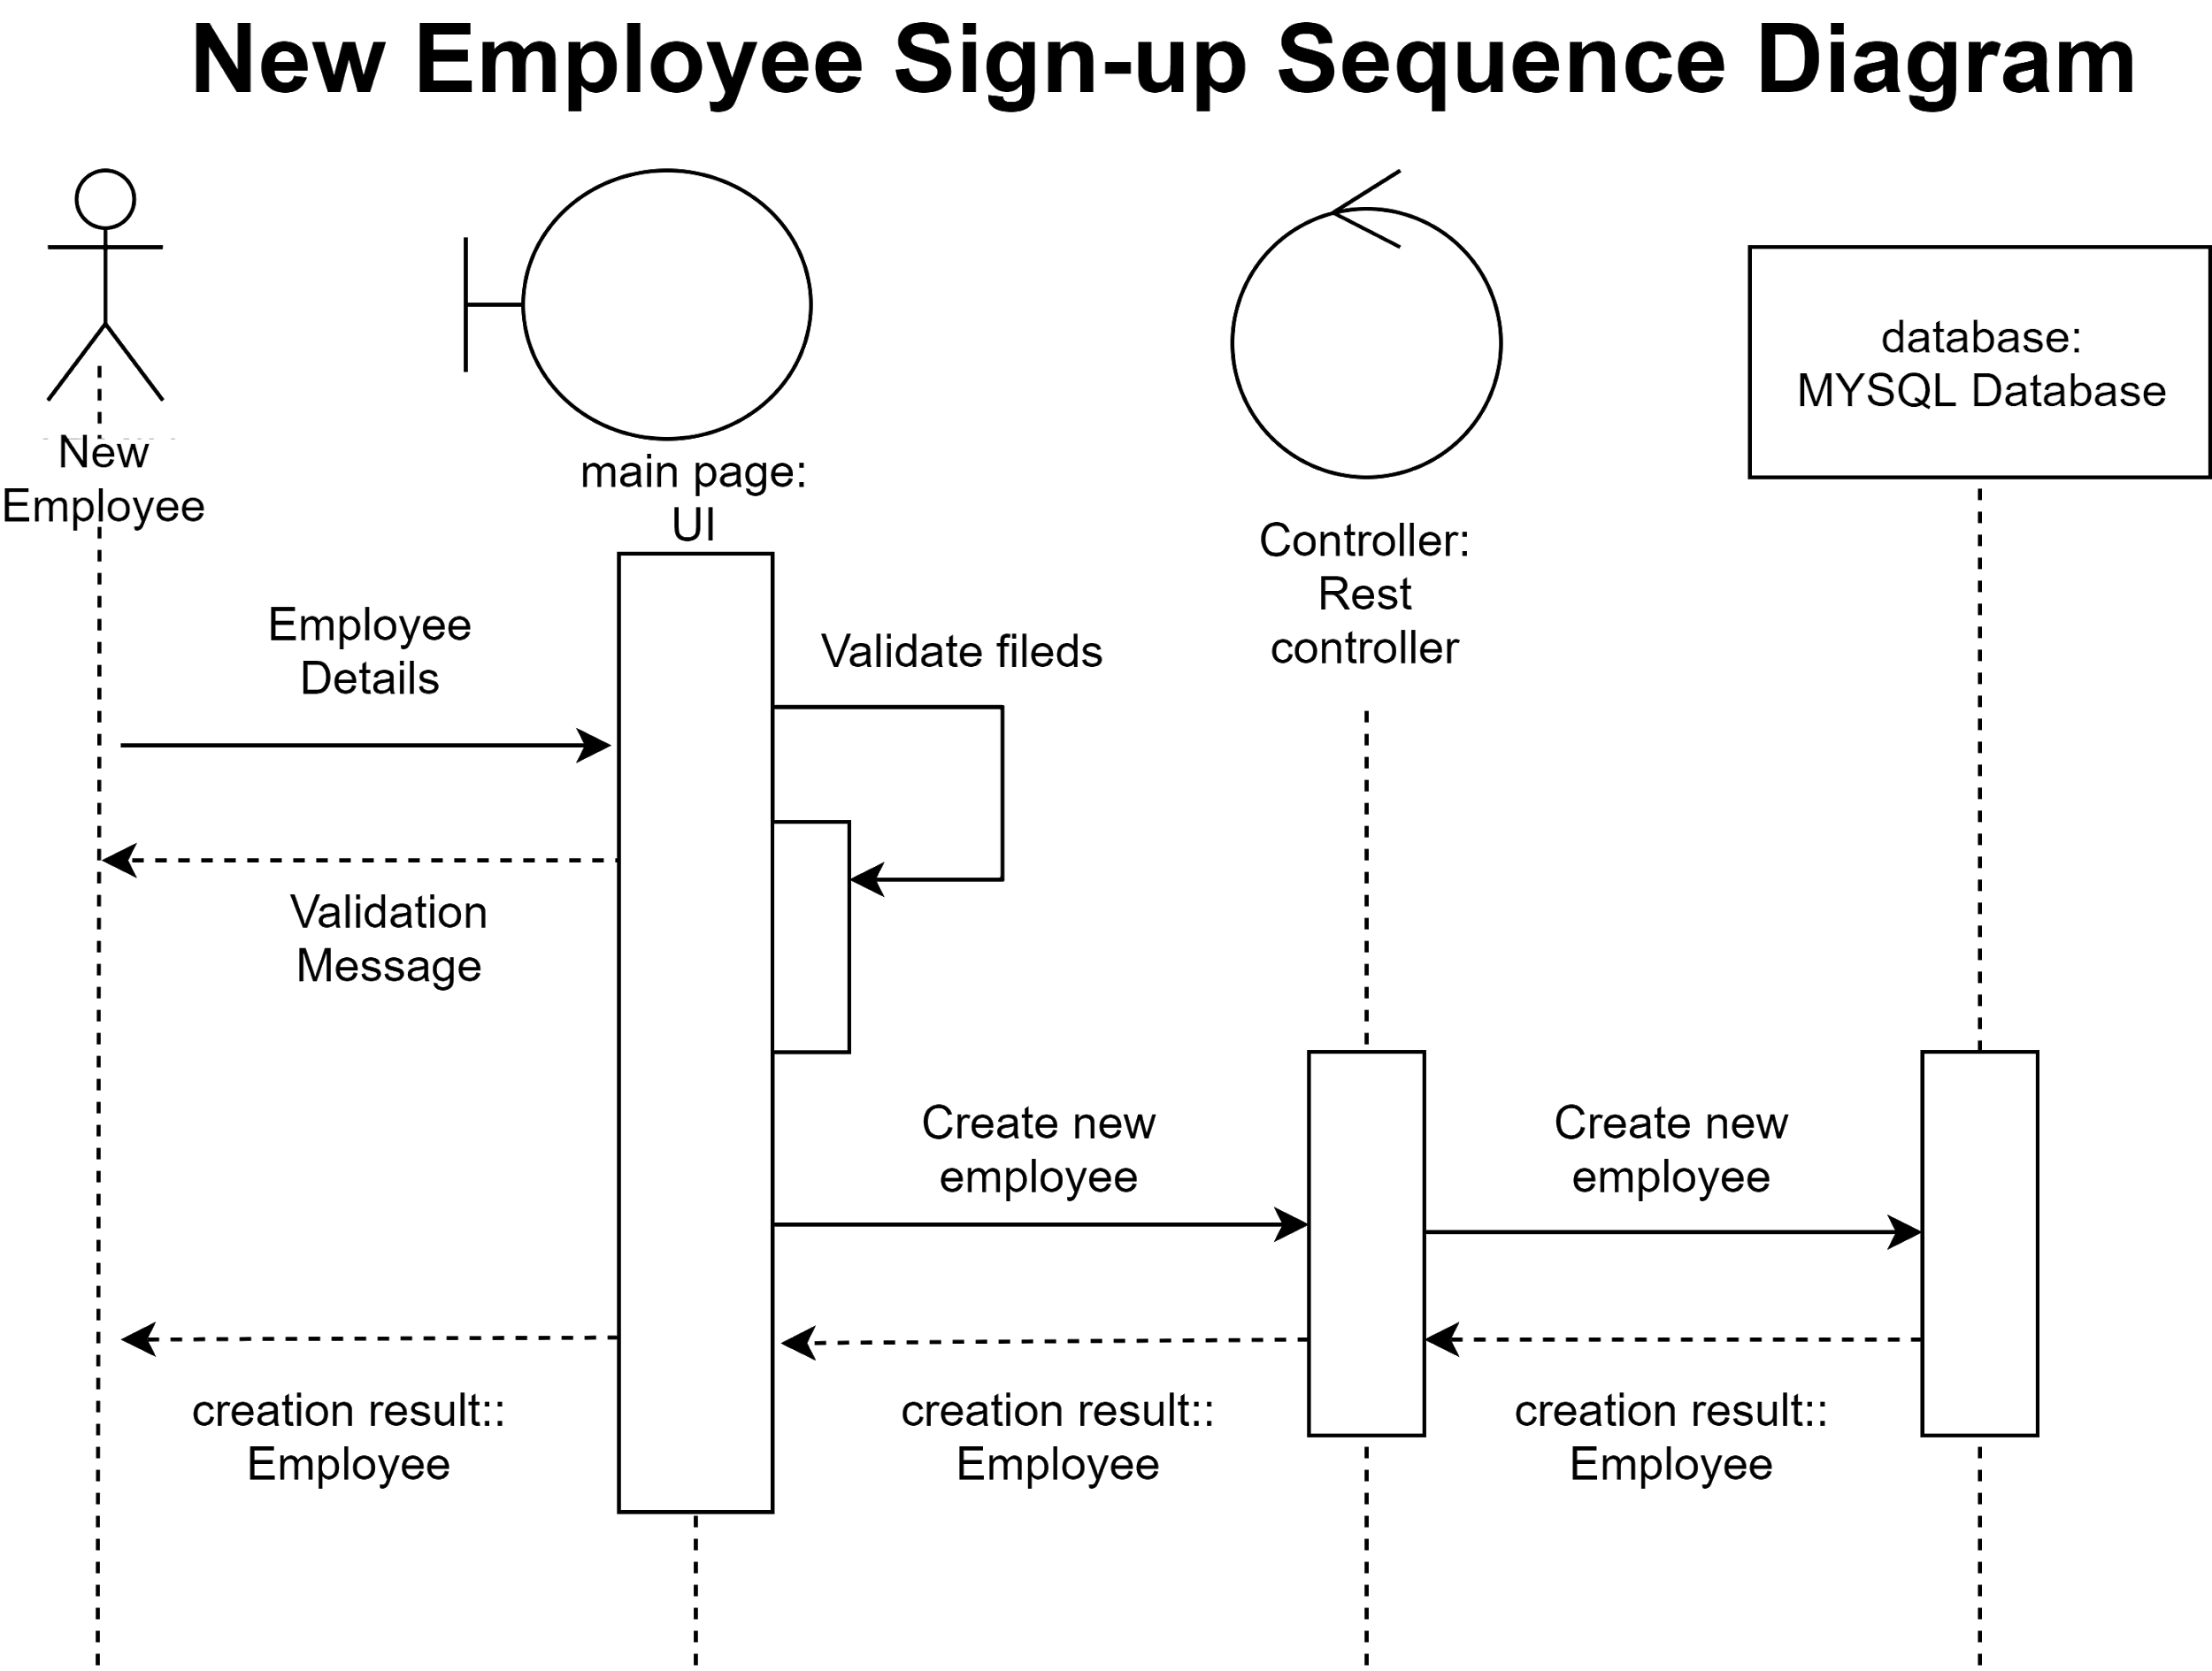 New Employee Sign-up Sequence Diagram
New
Employee
main page:
UI
Controller:
Rest
controller
database:
MYSQL Database
Employee
Details
Validate fileds
Validation
Message
Create new
employee
Create new
employee
creation result::
Employee
creation result::
Employee
creation result::
Employee